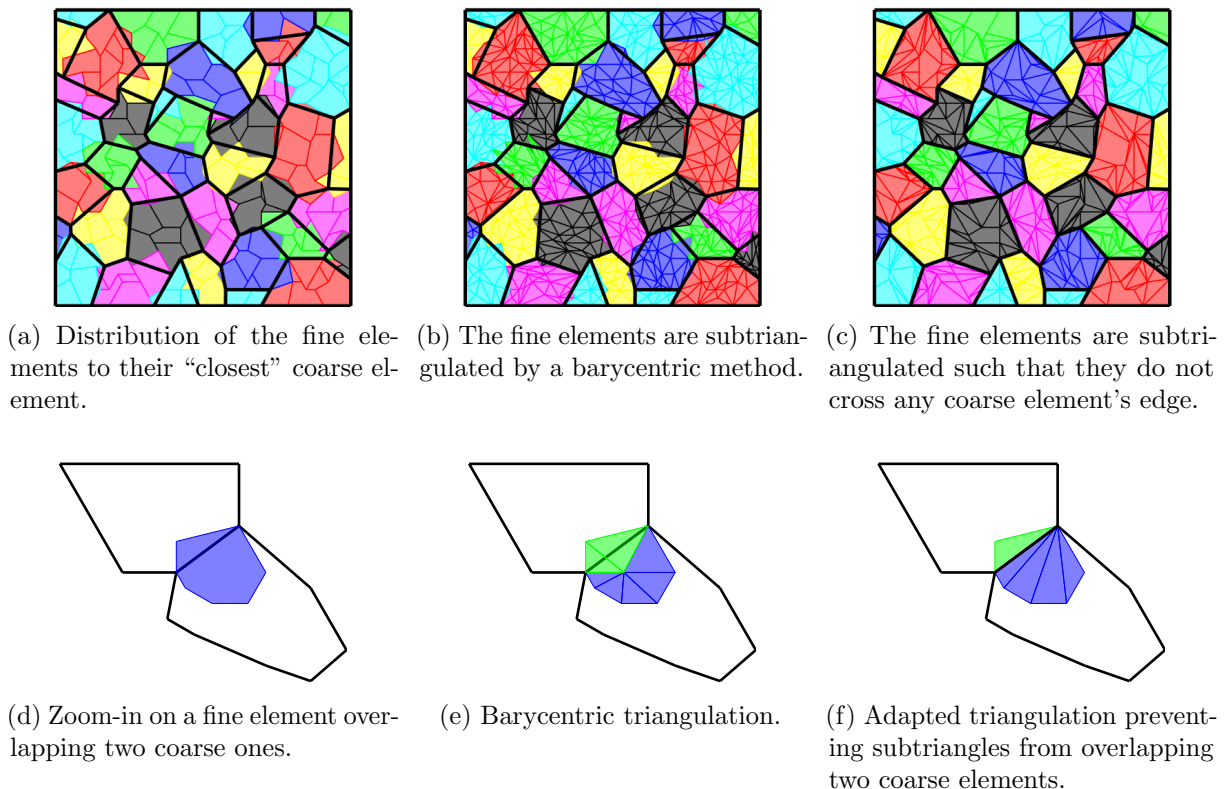 (a) Distribution of the fine ele-
ments to their “closest” coarse el-
ement.
(b) The fine elements are subtrian-
gulated by a barycentric method.
(c) The fine elements are subtri-
angulated such that they do not
cross any coarse element's edge.
(d) Zoom-in on a fine element over-
lapping two coarse ones.
(e) Barycentric triangulation.
(f) Adapted triangulation prevent-
ing subtriangles from overlapping
two coarse elements.